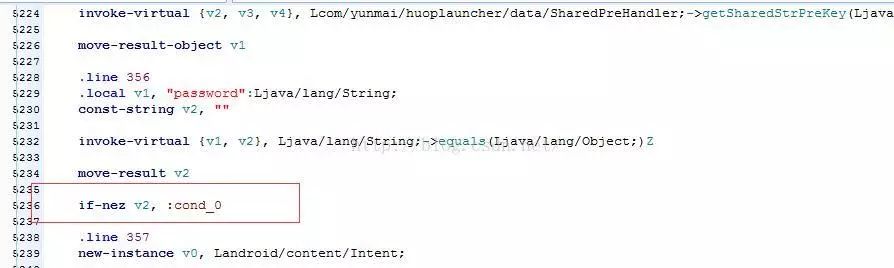 5224 invoke-virtual {v2, v3, v4}, Lcom/yunmai/huoplauncher/data/SharedPreHandler;->getSharedStrPreKey(Ljava
5225
5226 move-result-object v1
5227
5228 .line 356
5229 .local v1, "password":Ljava/lang/String;
5230 const-string v2, ""
5231
5232 invoke-virtual {v1, v2}, Ljava/lang/String;->equals(Ljava/lang/Object;)Z
5233
5234 move-result v2
5235
5236 if-nez v2, :cond_0
5237
5238 .line 357
5239 new-instance v0, Landroid/content/Intent;